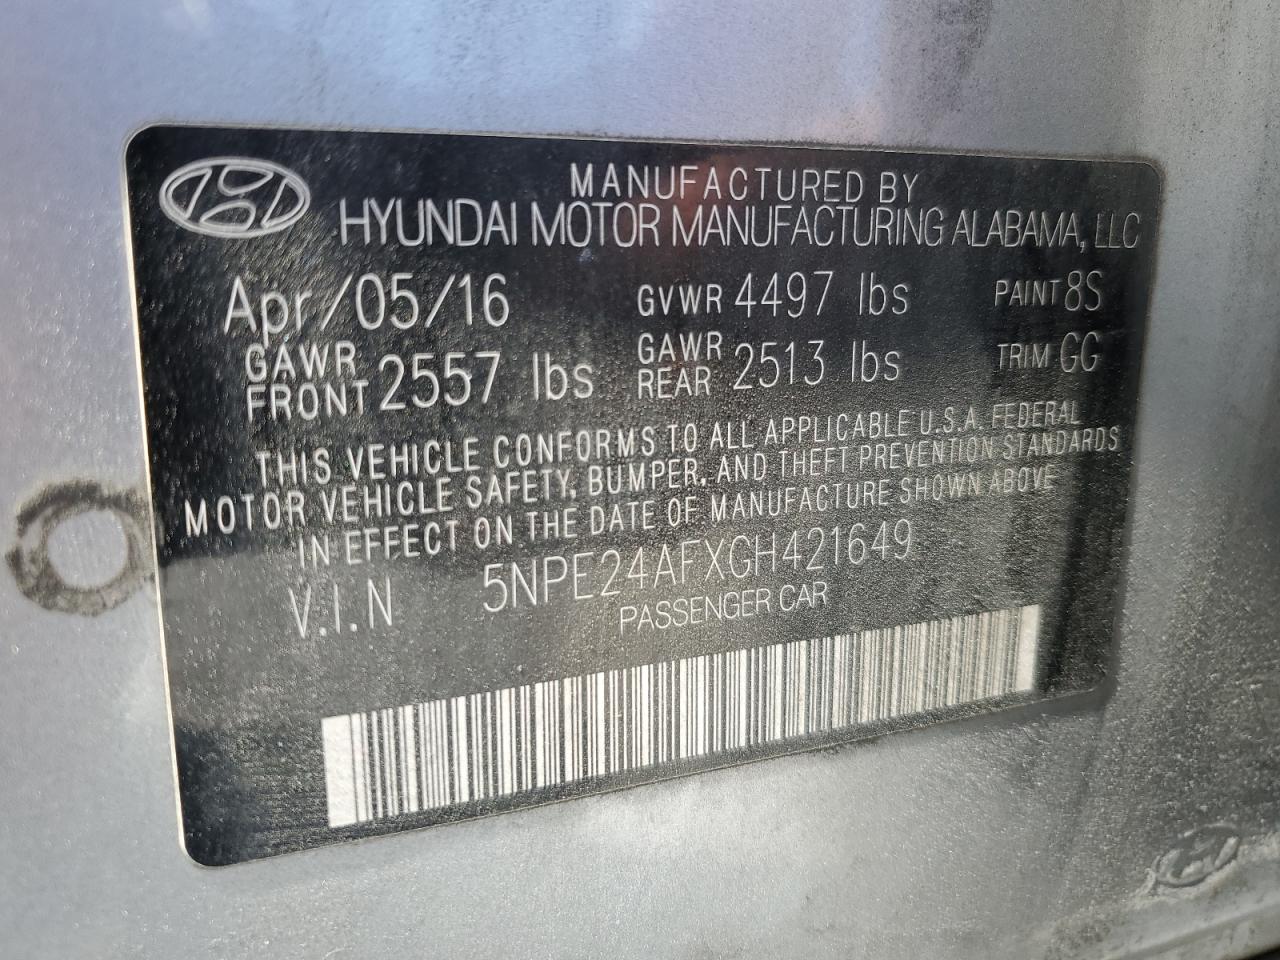 MANUFACTURED BY
HYUNDAI MOTOR MANUFACTURING ALABAMA, LLC
Apr/05/16 GVWR 4497 lbs PAINT 8S
GAWR FRONT 2557 lbs GAWR REAR 2513 lbs TRIM GG
THIS VEHICLE CONFORMS TO ALL APPLICABLE U.S.A. FEDERAL
MOTOR VEHICLE SAFETY, BUMPER, AND THEFT PREVENTION STANDARDS
IN EFFECT ON THE DATE OF MANUFACTURE SHOWN ABOVE
V.I.N 5NPE24AFXGH421649
PASSENGER CAR